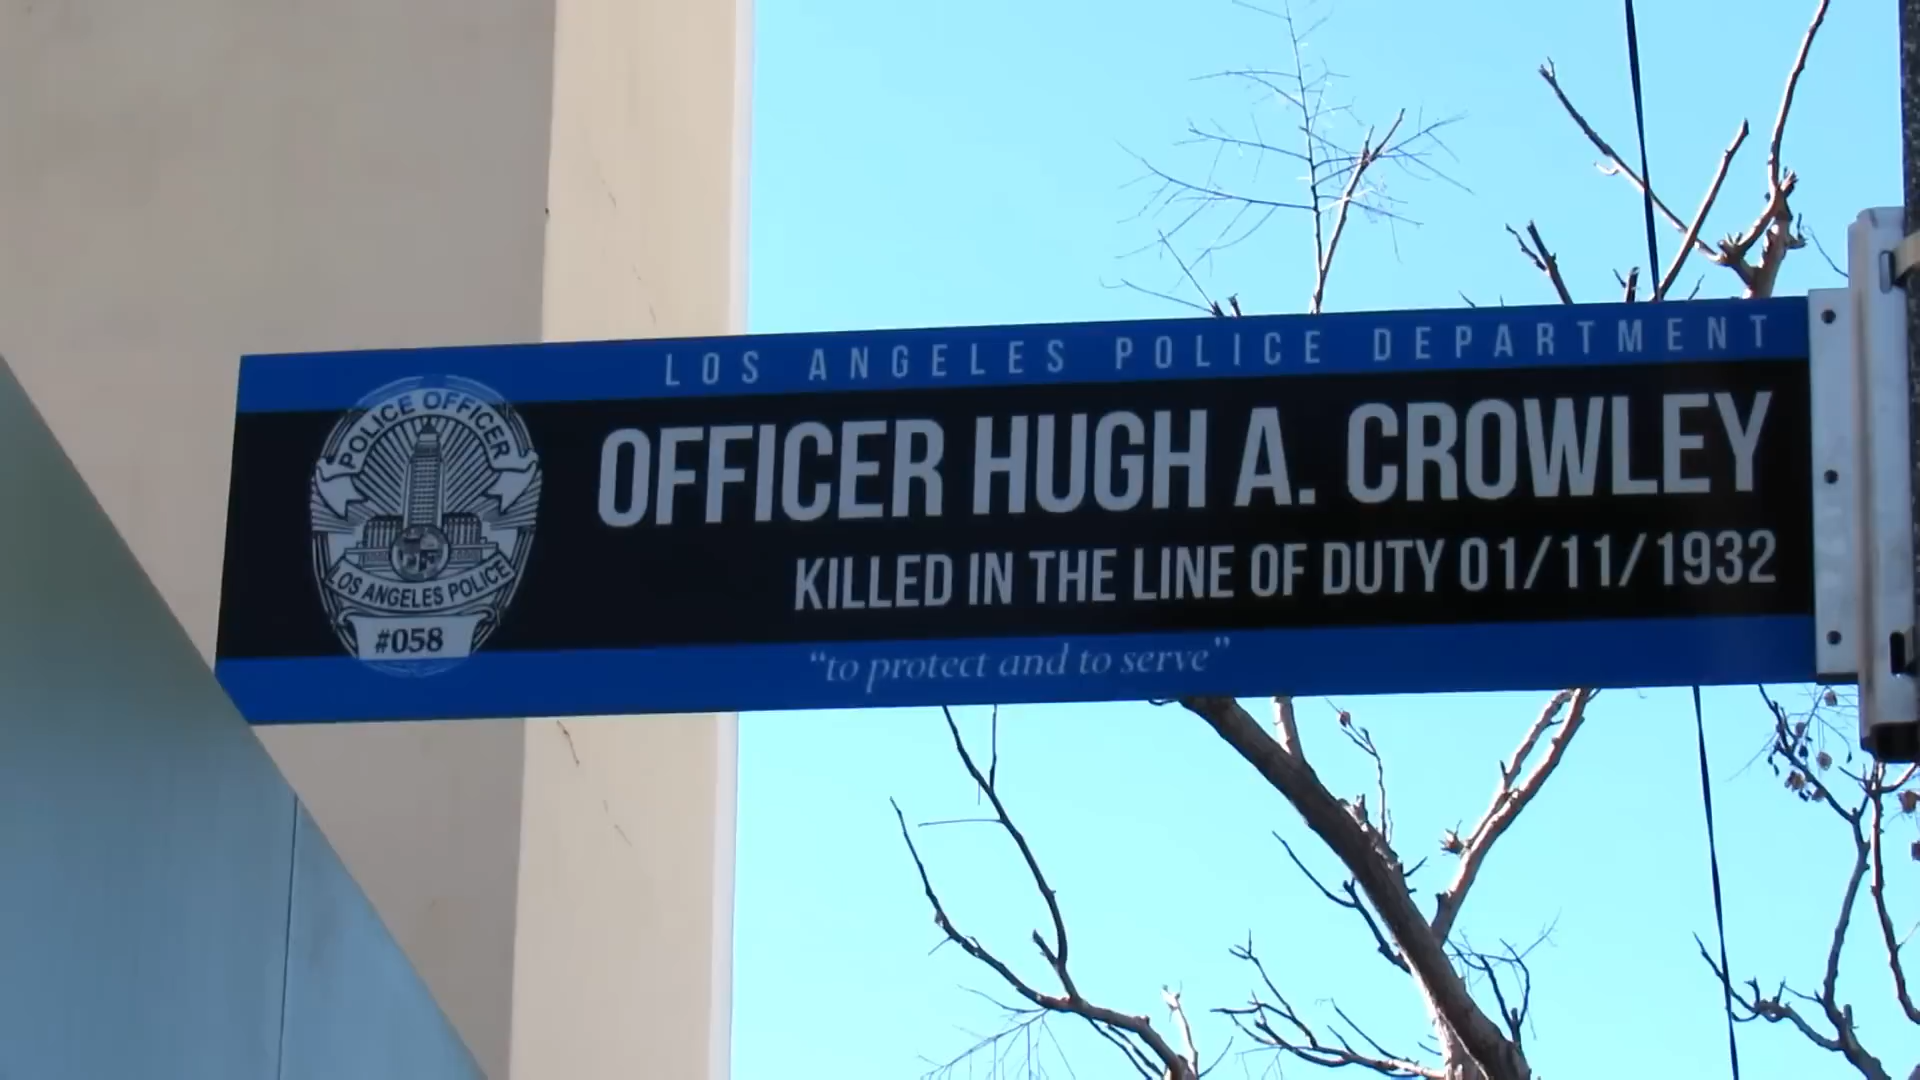 LOS ANGELES POLICE DEPARTMENT
POLICE OFFICER
OFFICER HUGH A. CROWLEY
KILLED IN THE LINE OF DUTY 01/11/1932
LOS ANGELES POLICE
#058
"to protect and to serve"